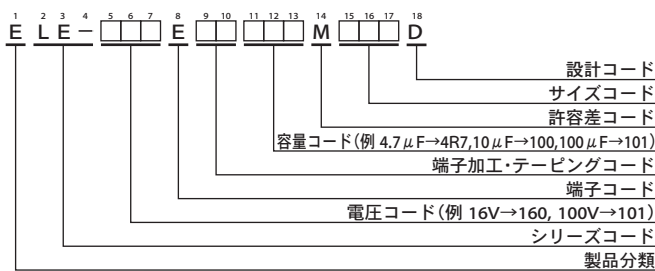 1 2 3 4 5 6 7 8 9 10 11 12 13 14 15 16 17 18
E L E - □□□ E □□ □□□ M □□□ D
設計コード
サイズコード
許容差コード
容量コード(例 4.7μF→4R7,10μF→100,100μF→101)
端子加工・テーピングコード
端子コード
電圧コード(例 16V→160, 100V→101)
シリーズコード
製品分類